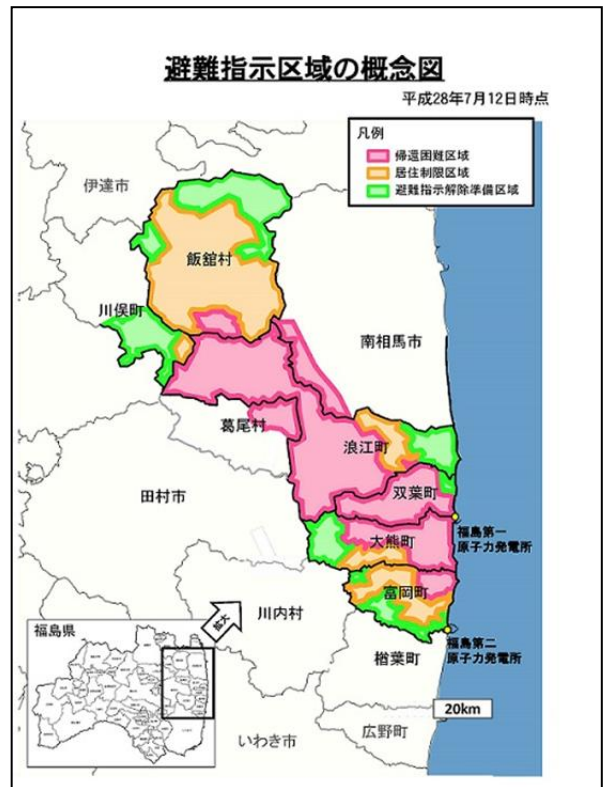 避難指示区域の概念図
平成28年7月12日時点
凡例
帰還困難区域
居住制限区域
避難指示解除準備区域
伊達市
飯舘村
川俣町
南相馬市
葛尾村
浪江町
田村市
双葉町
福島第一
原子力発電所
大熊町
富岡町
川内村
福島県
拡大
福島第二
原子力発電所
楢葉町
20km
いわき市
広野町